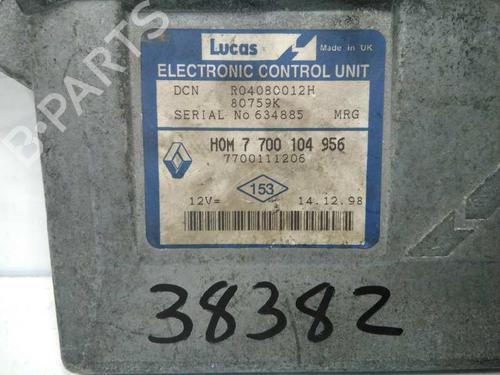 Lucas Made in UK
ELECTRONIC CONTROL UNIT
DCN R04080012H
80759K
SERIAL No 634885 MRG
HOM 7 700 104 956
7700111206
153
12V= 14.12.98
38382
B-PARTS